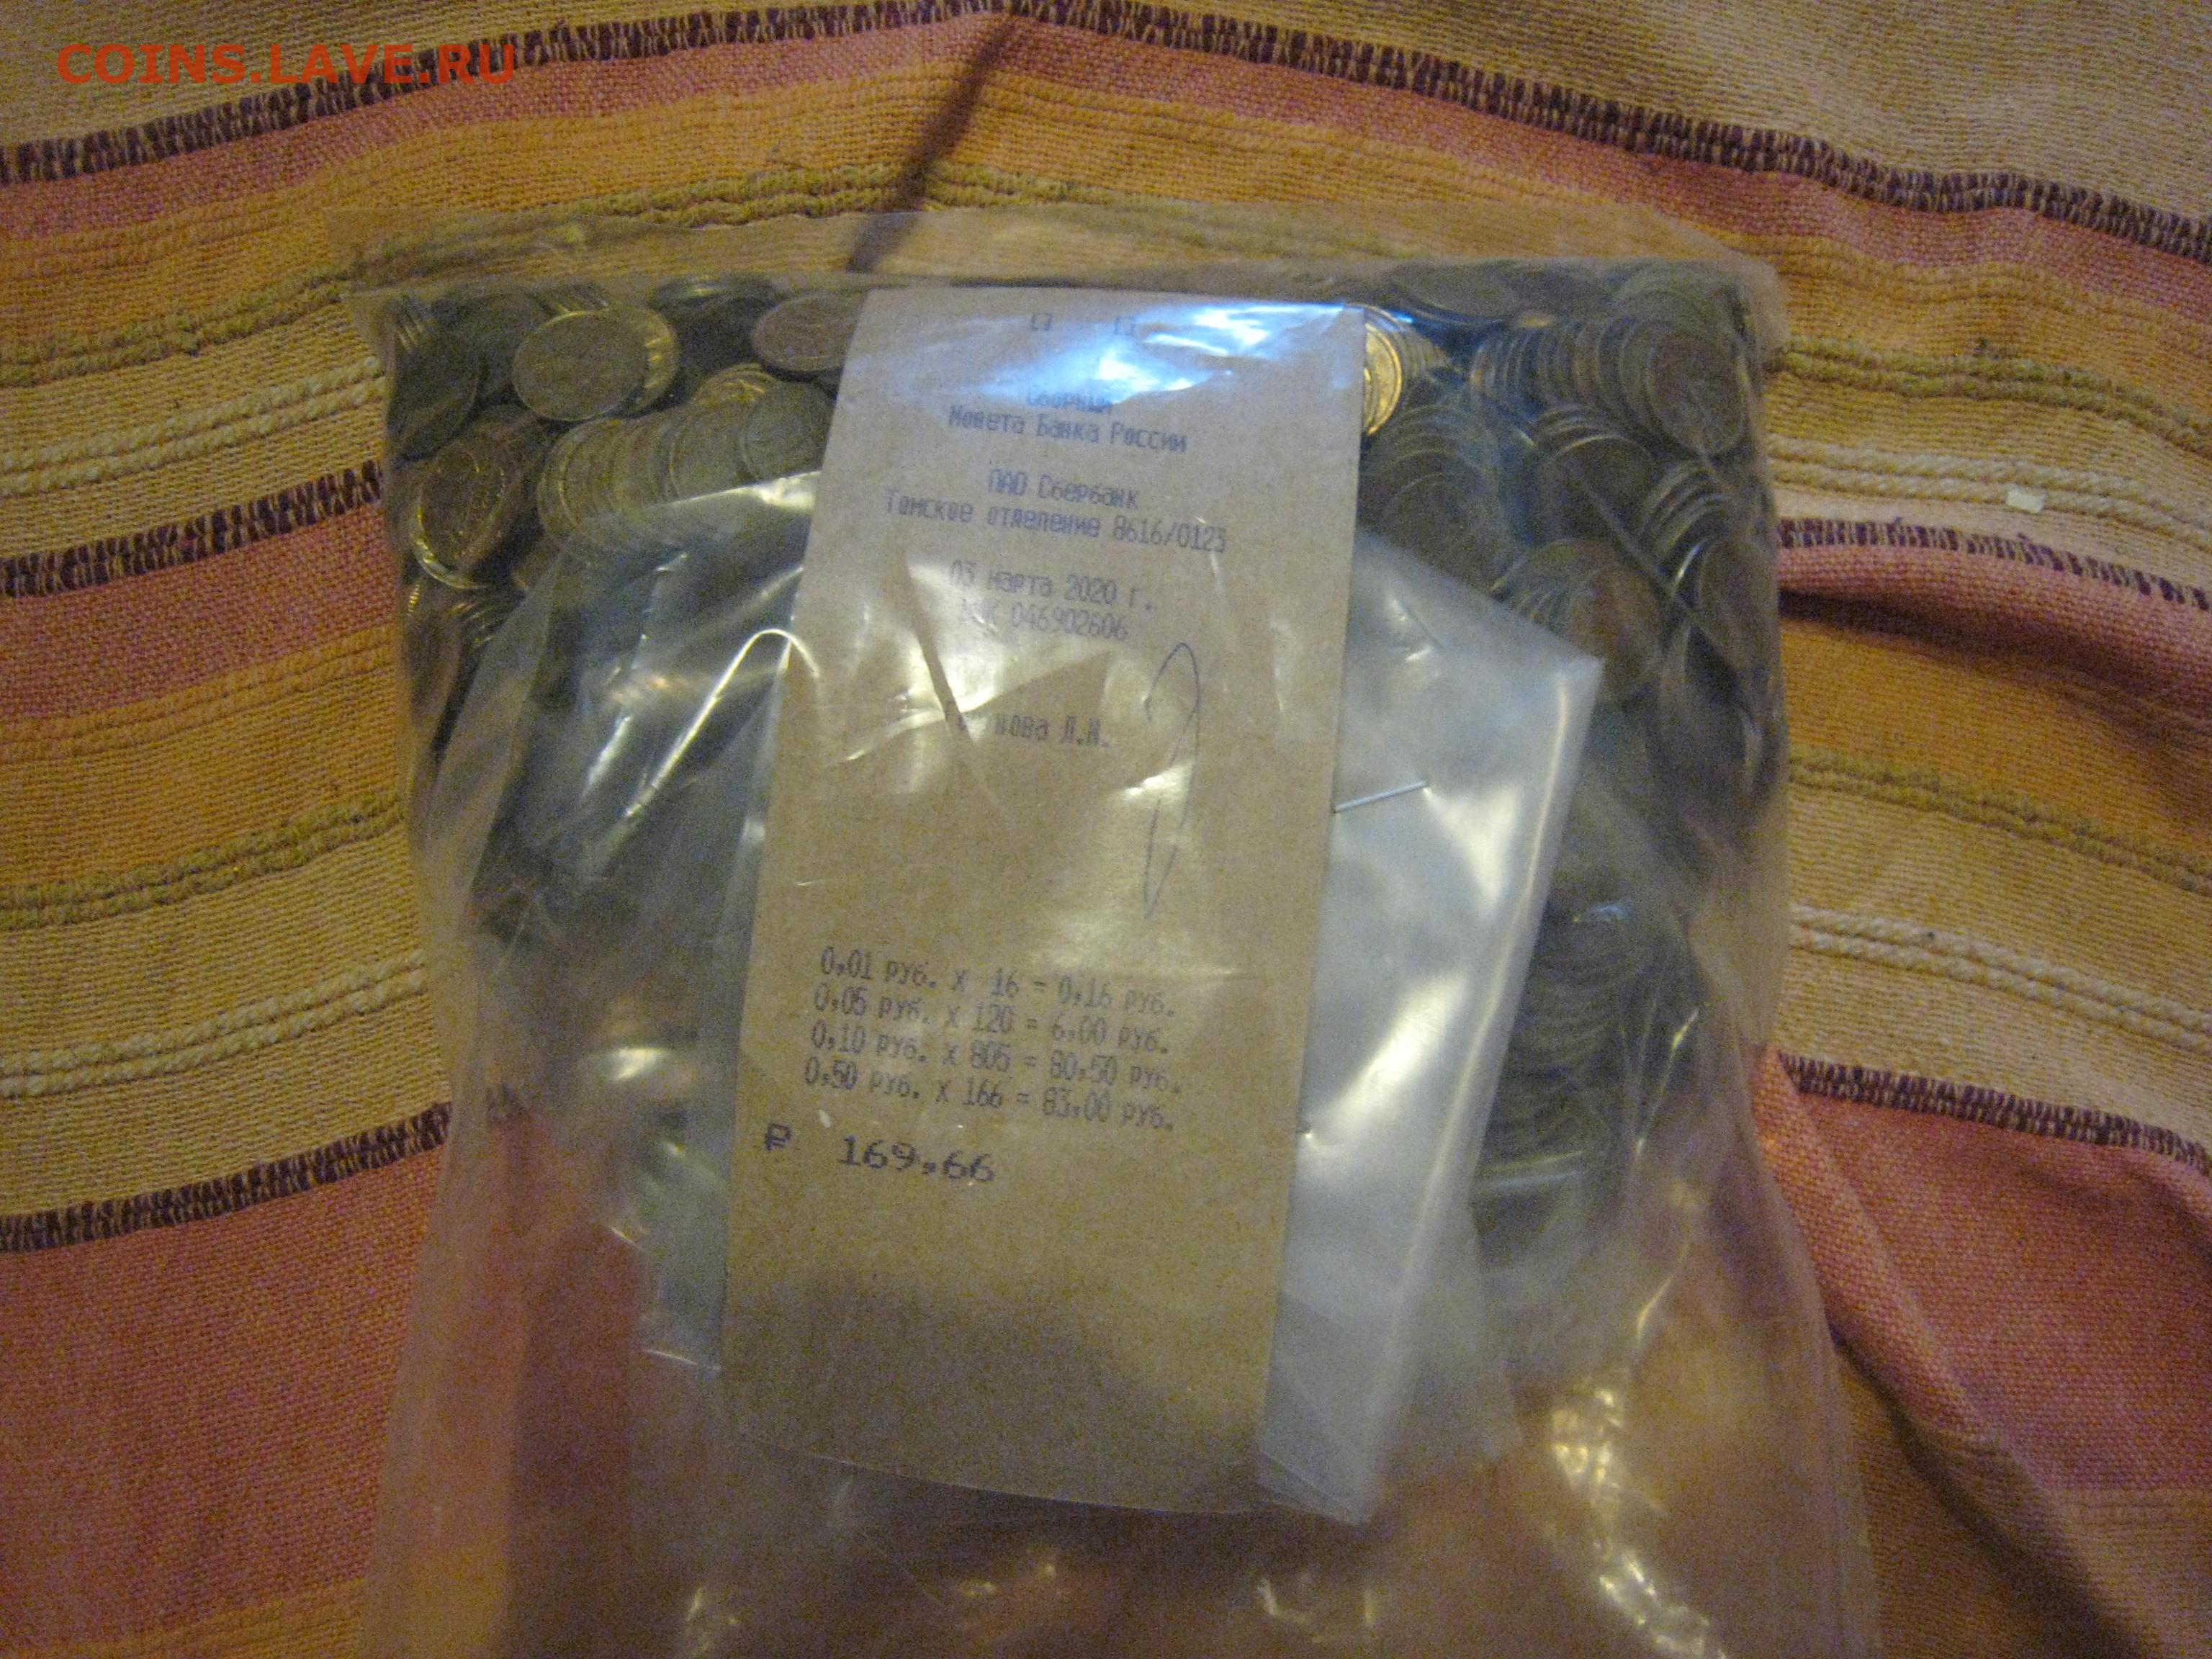 COINS.LAVE.RU
Сборный
Монета Банка России
ПАО Сбербанк
Томское отделение 8616/0123
03 марта 2020 г.
046902606
Л.Н.
0,01 руб. х 16 = 0,16 руб.
0,05 руб. х 120 = 6,00 руб.
0,10 руб. х 805 = 80,50 руб.
0,50 руб. х 166 = 83,00 руб.
₽ 169,66